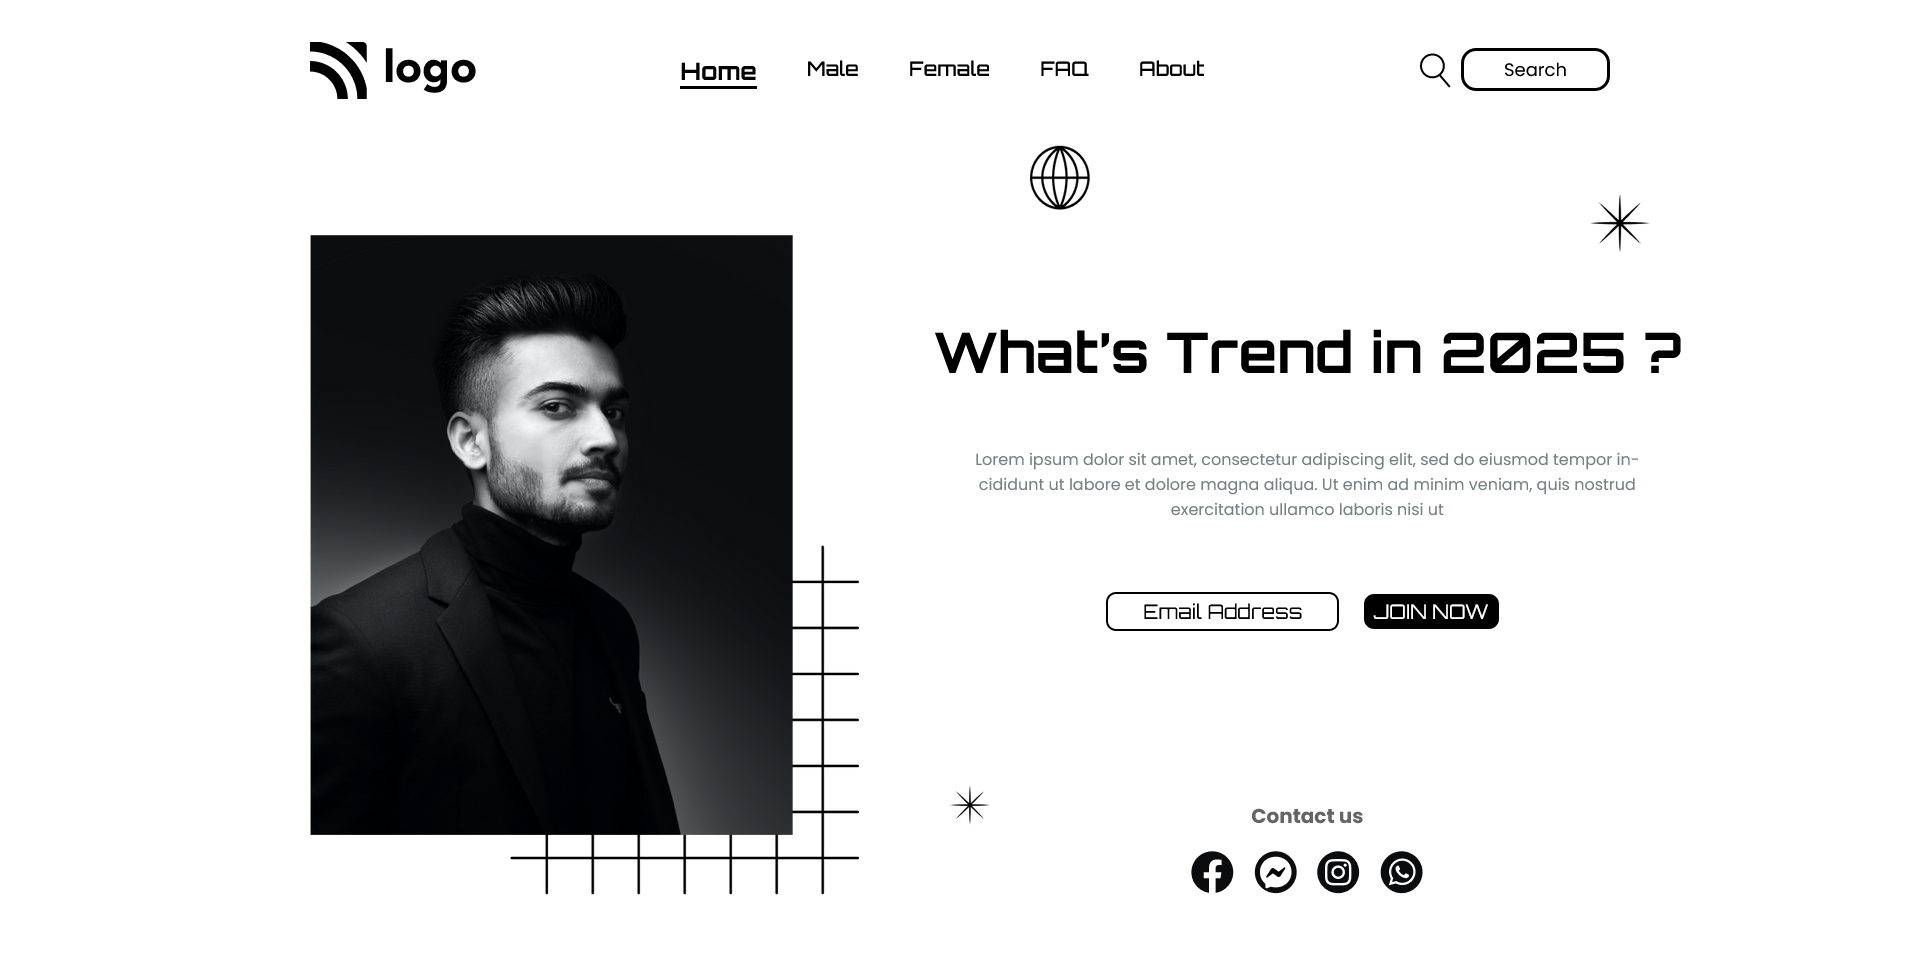 logo
Home
Male
Female
FAQ
About
Search
What's Trend in 2025 ?
Lorem ipsum dolor sit amet, consectetur adipiscing elit, sed do eiusmod tempor in-
cididunt ut labore et dolore magna aliqua. Ut enim ad minim veniam, quis nostrud
exercitation ullamco laboris nisi ut
Email Address
JOIN NOW
Contact us